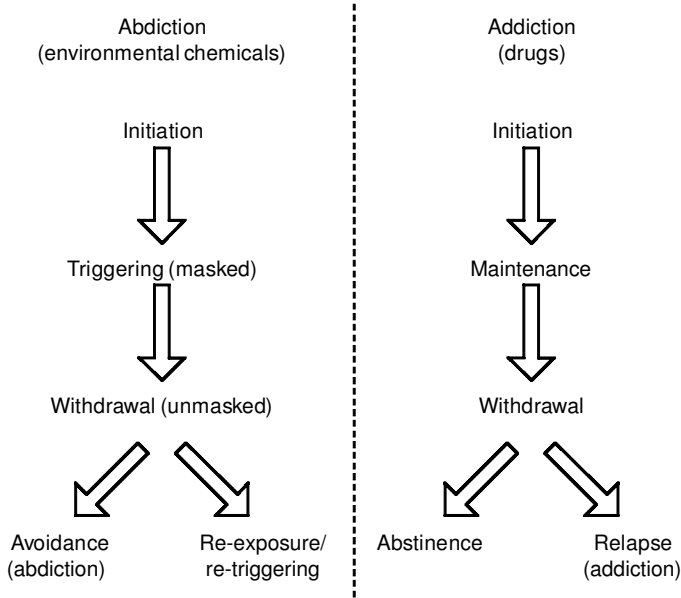 Abdiction
(environmental chemicals)
Initiation
Triggering (masked)
Withdrawal (unmasked)
Avoidance
(abdiction)
Re-exposure/
re-triggering
Addiction
(drugs)
Initiation
Maintenance
Withdrawal
Abstinence
Relapse
(addiction)